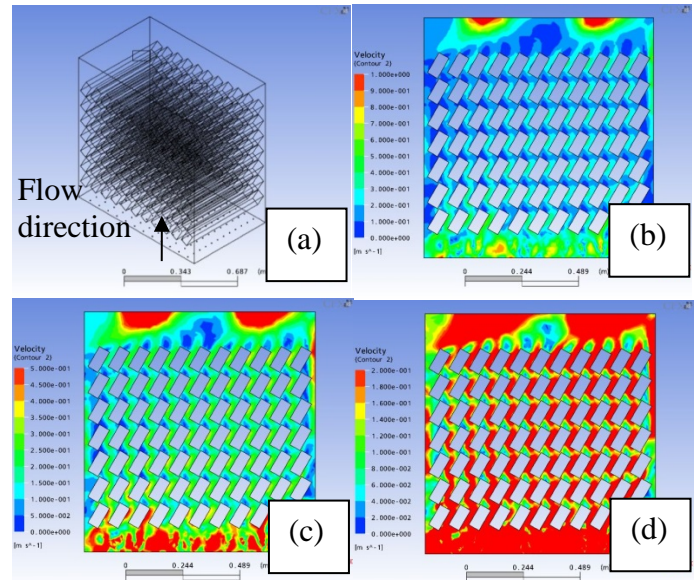 Flow
direction
(a)
0 0.343 0.687 (m
Velocity
(Contour 2)
1.000e+000
9.000e-001
8.000e-001
7.000e-001
6.000e-001
5.000e-001
4.000e-001
3.000e-001
2.000e-001
1.000e-001
0.000e+000
[m s^-1]
(b)
0 0.244 0.489 (m
Velocity
(Contour 2)
5.000e-001
4.500e-001
4.000e-001
3.500e-001
3.000e-001
2.500e-001
2.000e-001
1.500e-001
1.000e-001
5.000e-002
0.000e+000
[m s^-1]
(c)
0 0.244 0.489
Velocity
(Contour 2)
2.000e-001
1.800e-001
1.600e-001
1.400e-001
1.200e-001
1.000e-001
8.000e-002
6.000e-002
4.000e-002
2.000e-002
0.000e+000
[m s^-1]
(d)
0 0.244 0.489